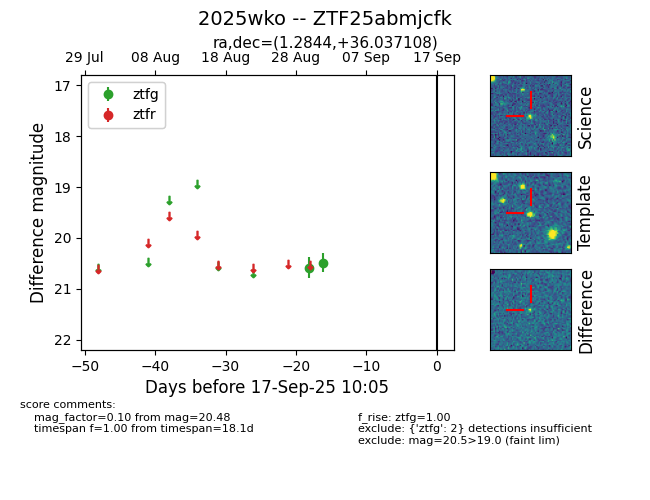 2025wko -- ZTF25abmjcfk
ra,dec=(1.2844,+36.037108)
29 Jul 08 Aug 18 Aug 28 Aug 07 Sep 17 Sep
ztfg
ztfr
17
18
19
20
21
22
Difference magnitude
−50 −40 −30 −20 −10 0
Days before 17-Sep-25 10:05
Science
Template
Difference
score comments:
mag_factor=0.10 from mag=20.48
timespan f=1.00 from timespan=18.1d
f_rise: ztfg=1.00
exclude: {'ztfg': 2} detections insufficient
exclude: mag=20.5>19.0 (faint lim)